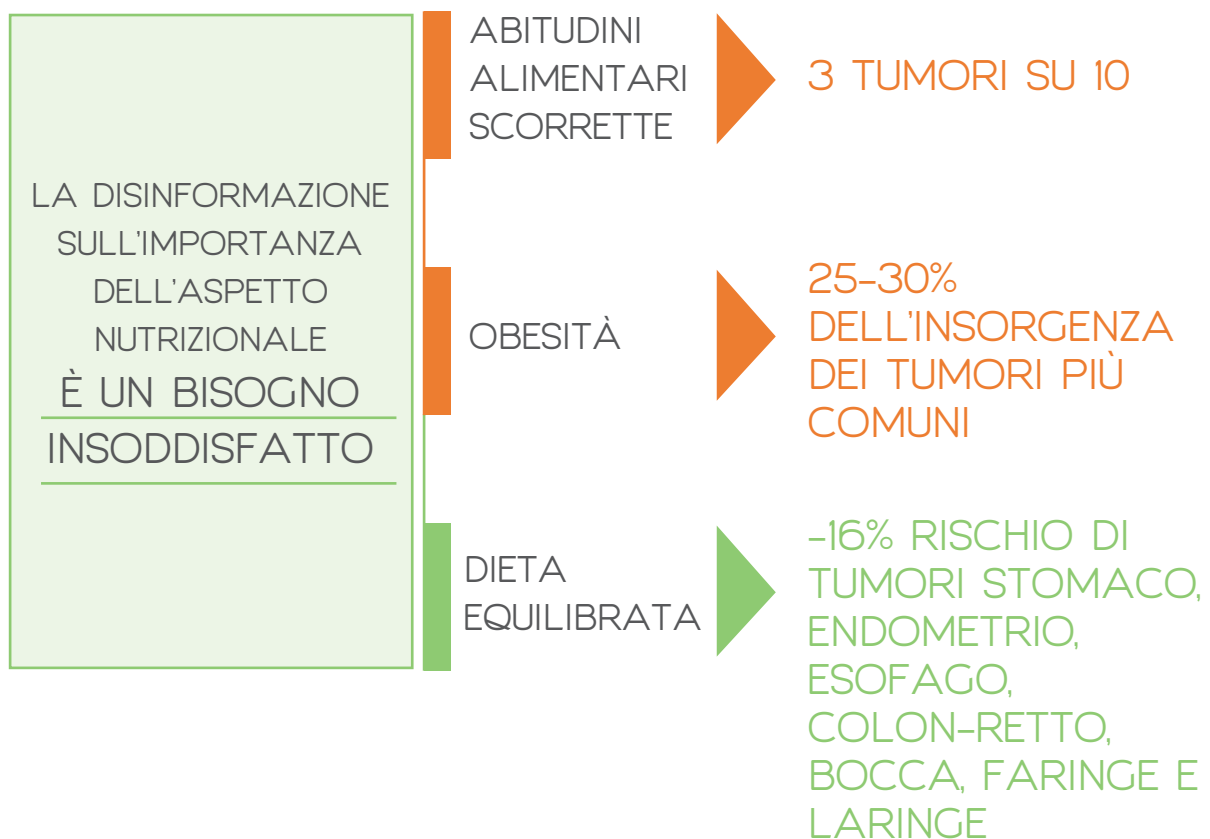 LA DISINFORMAZIONE
SULL'IMPORTANZA
DELL'ASPETTO
NUTRIZIONALE
È UN BISOGNO
INSODDISFATTO
ABITUDINI
ALIMENTARI
SCORRETTE
3 TUMORI SU 10
OBESITÀ
25-30%
DELL'INSORGENZA
DEI TUMORI PIÙ
COMUNI
DIETA
EQUILIBRATA
-16% RISCHIO DI
TUMORI STOMACO,
ENDOMETRIO,
ESOFAGO,
COLON-RETTO,
BOCCA, FARINGE E
LARINGE